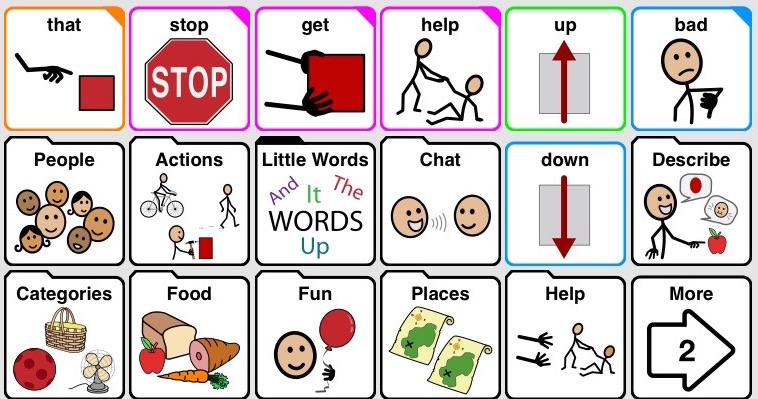 that
stop
get
help
up
bad
STOP
People
Actions
Little Words
Chat
down
Describe
And
It
The
WORDS
Up
Categories
Food
Fun
Places
Help
More
2